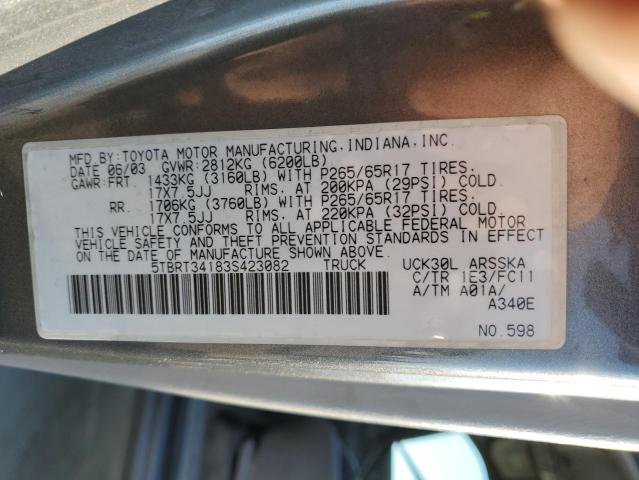 MFD.BY:TOYOTA MOTOR MANUFACTURING,INDIANA,INC.
DATE 06/03 GVWR:2812KG (6200LB)
GAWR:FRT 1433KG (3160LB) WITH P265/65R17 TIRES.
17X7.5JJ RIMS. AT 200KPA (29PSI) COLD
RR 1706KG (3760LB) WITH P265/65R17 TIRES.
17X7.5JJ RIMS. AT 220KPA (32PSI) COLD
THIS VEHICLE CONFORMS TO ALL APPLICABLE FEDERAL MOTOR
VEHICLE SAFETY AND THEFT PREVENTION STANDARDS IN EFFECT
ON THE DATE OF MANUFACTURE SHOWN ABOVE.
5TBRT34183S423082 TRUCK UCK30L ARSSKA
C/TR 1E3/FC11
A/TM A01A/
A340E
NO.598